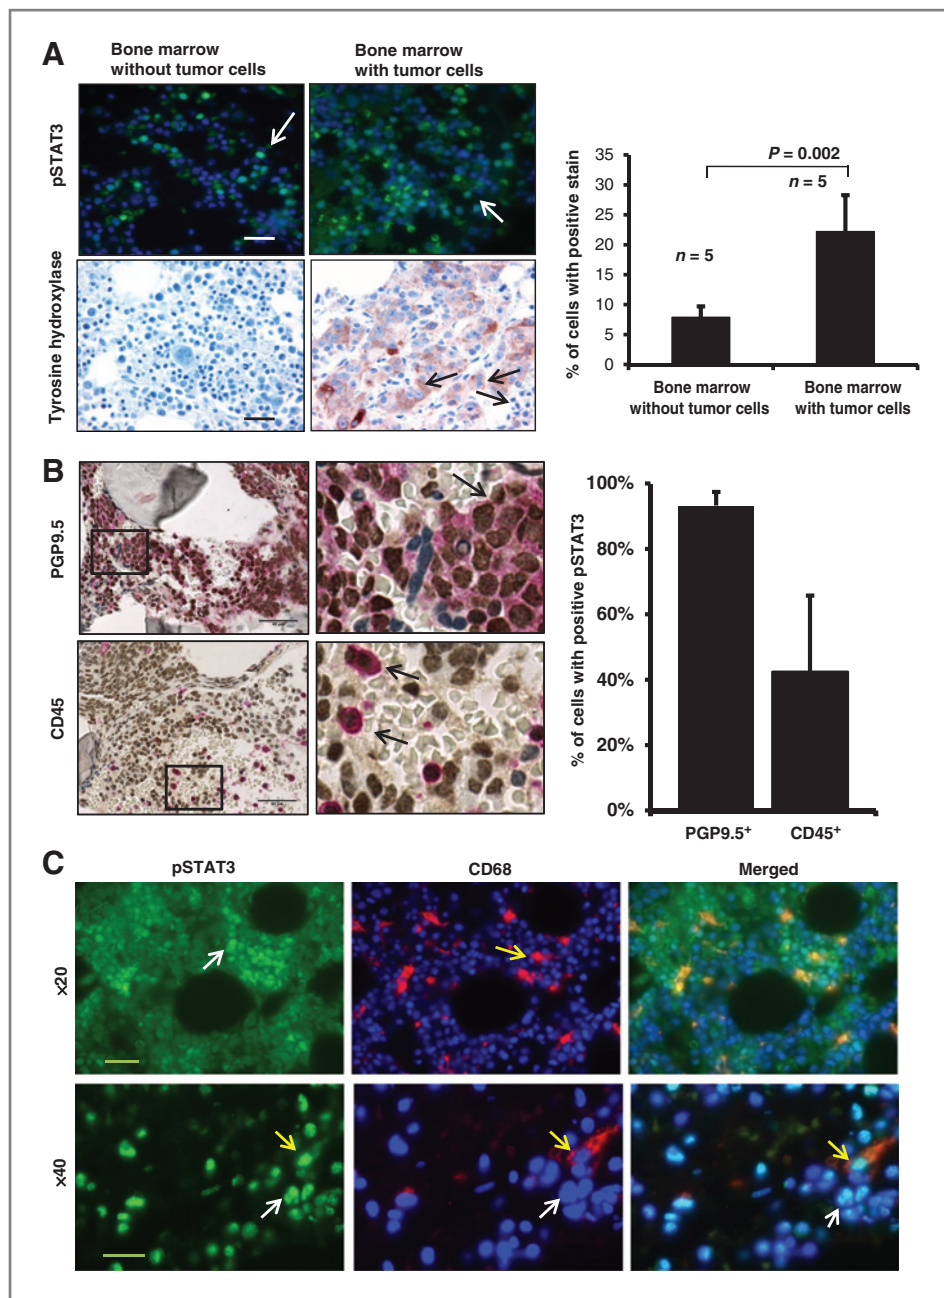 A
Bone marrow
without tumor cells
Bone marrow
with tumor cells
pSTAT3
Tyrosine hydroxylase
% of cells with positive stain
35
30
25
20
15
10
5
0
P = 0.002
n = 5
n = 5
Bone marrow
without tumor cells
Bone marrow
with tumor cells
B
PGP9.5
CD45
% of cells with positive pSTAT3
100%
80%
60%
40%
20%
0%
PGP9.5⁺
CD45⁺
C
pSTAT3
CD68
Merged
×20
×40